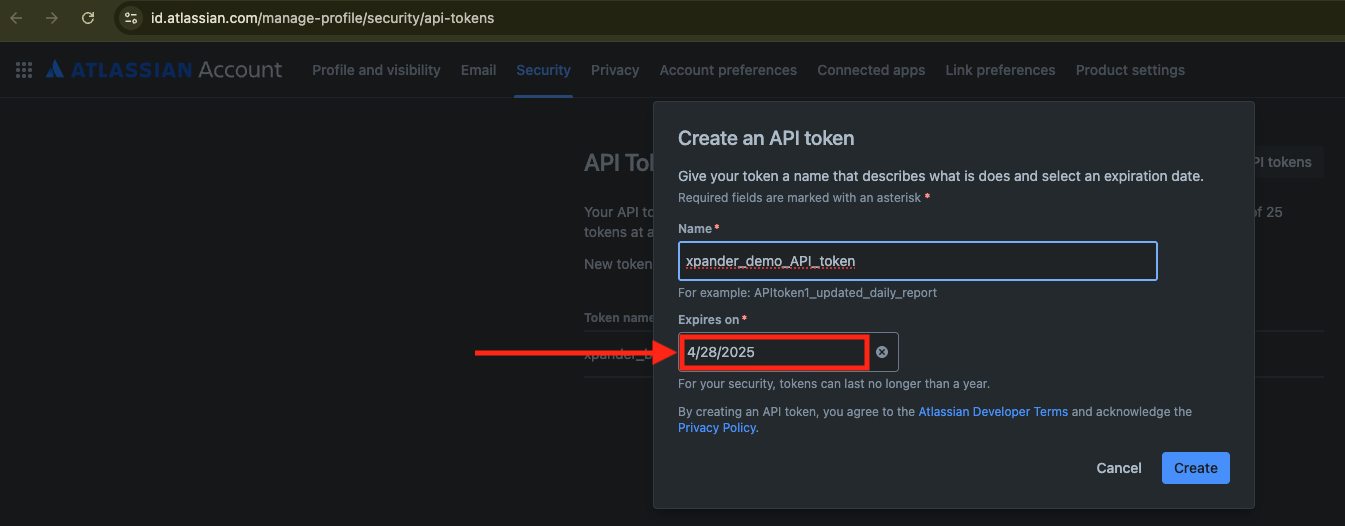 id.atlassian.com/manage-profile/security/api-tokens
ATLASSIAN Account Profile and visibility Email Security Privacy Account preferences Connected apps Link preferences Product settings
Create an API token
API Tok
PI tokens
Give your token a name that describes what is does and select an expiration date.
Required fields are marked with an asterisk *
Your API to
of 25
tokens at a
Name *
xpander_demo_API_token
New token
For example: APItoken1_updated_daily_report
Token name
Expires on *
xpander_b
4/28/2025
For your security, tokens can last no longer than a year.
By creating an API token, you agree to the Atlassian Developer Terms and acknowledge the
Privacy Policy.
Cancel Create